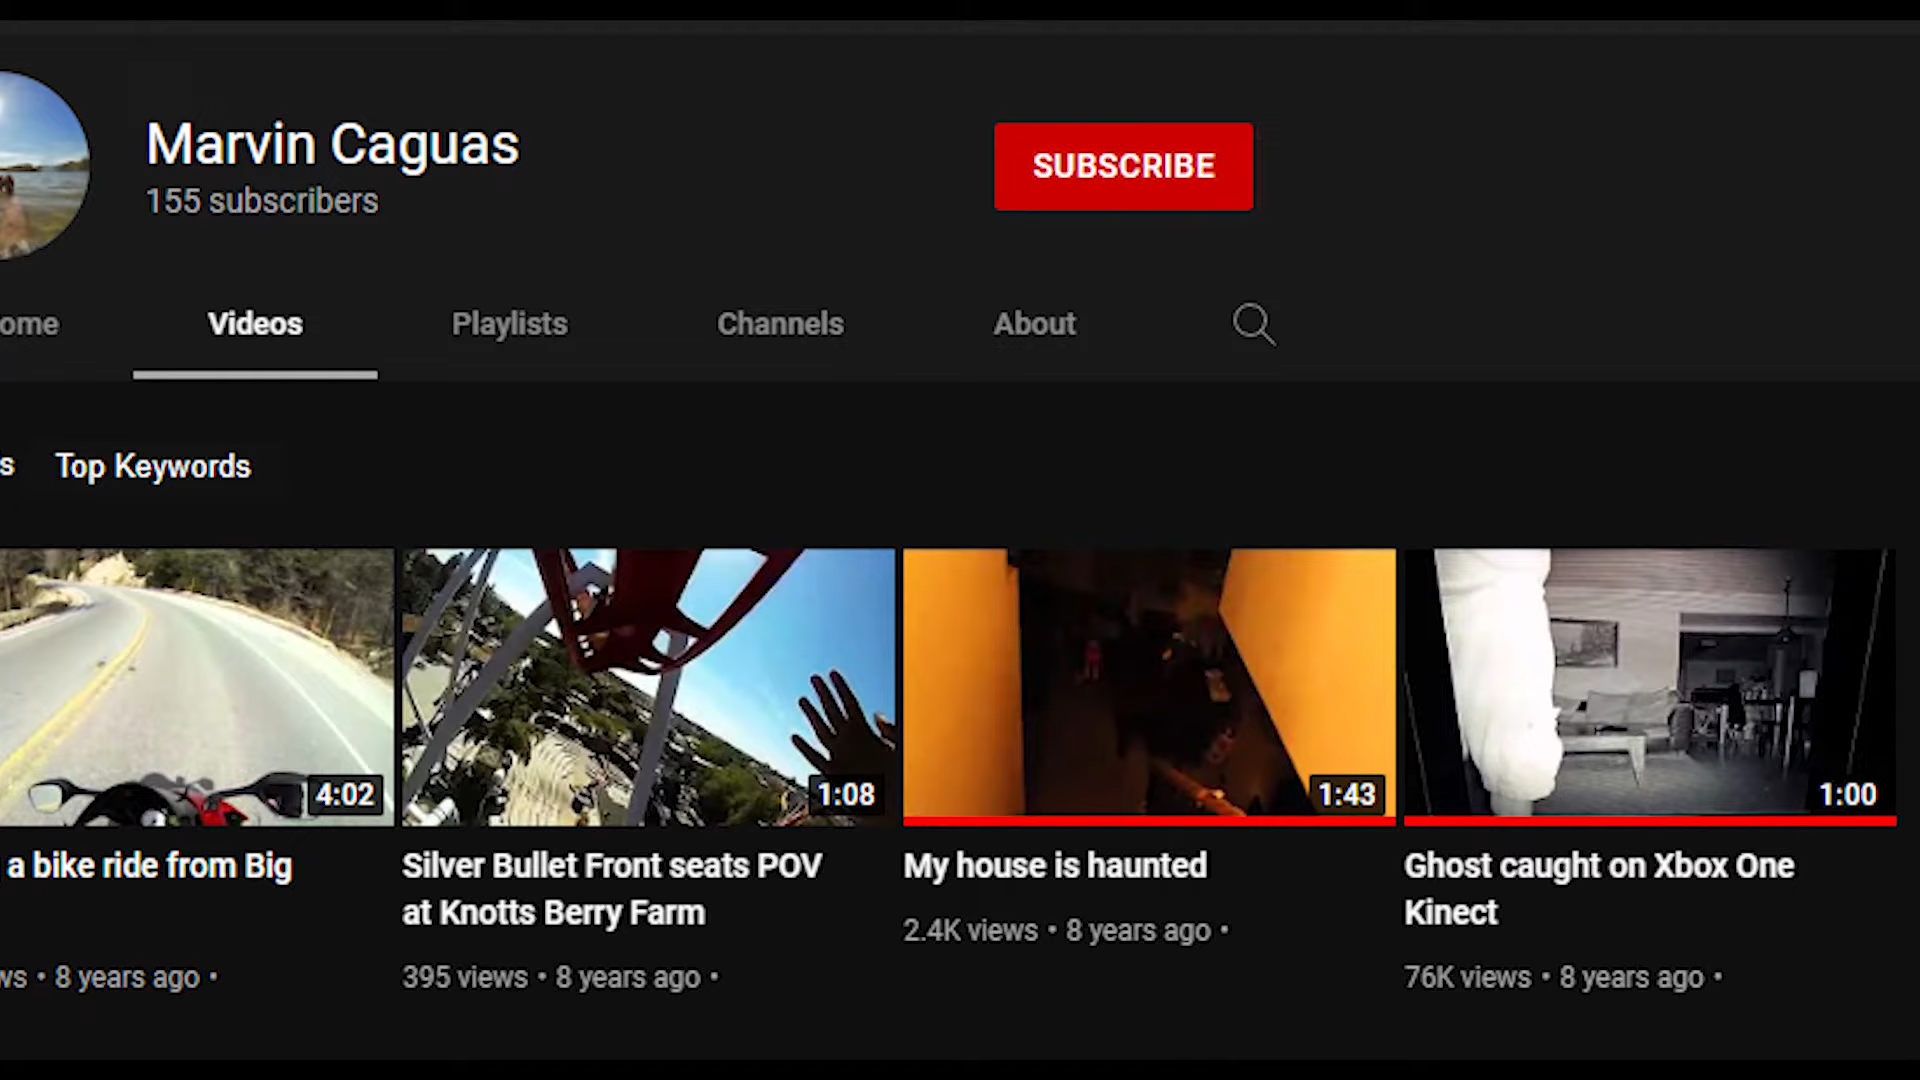 Marvin Caguas
155 subscribers
SUBSCRIBE
ome
Videos
Playlists
Channels
About
s
Top Keywords
4:02
1:08
1:43
1:00
a bike ride from Big
ws • 8 years ago •
Silver Bullet Front seats POV
at Knotts Berry Farm
395 views • 8 years ago •
My house is haunted
2.4K views • 8 years ago •
Ghost caught on Xbox One
Kinect
76K views • 8 years ago •